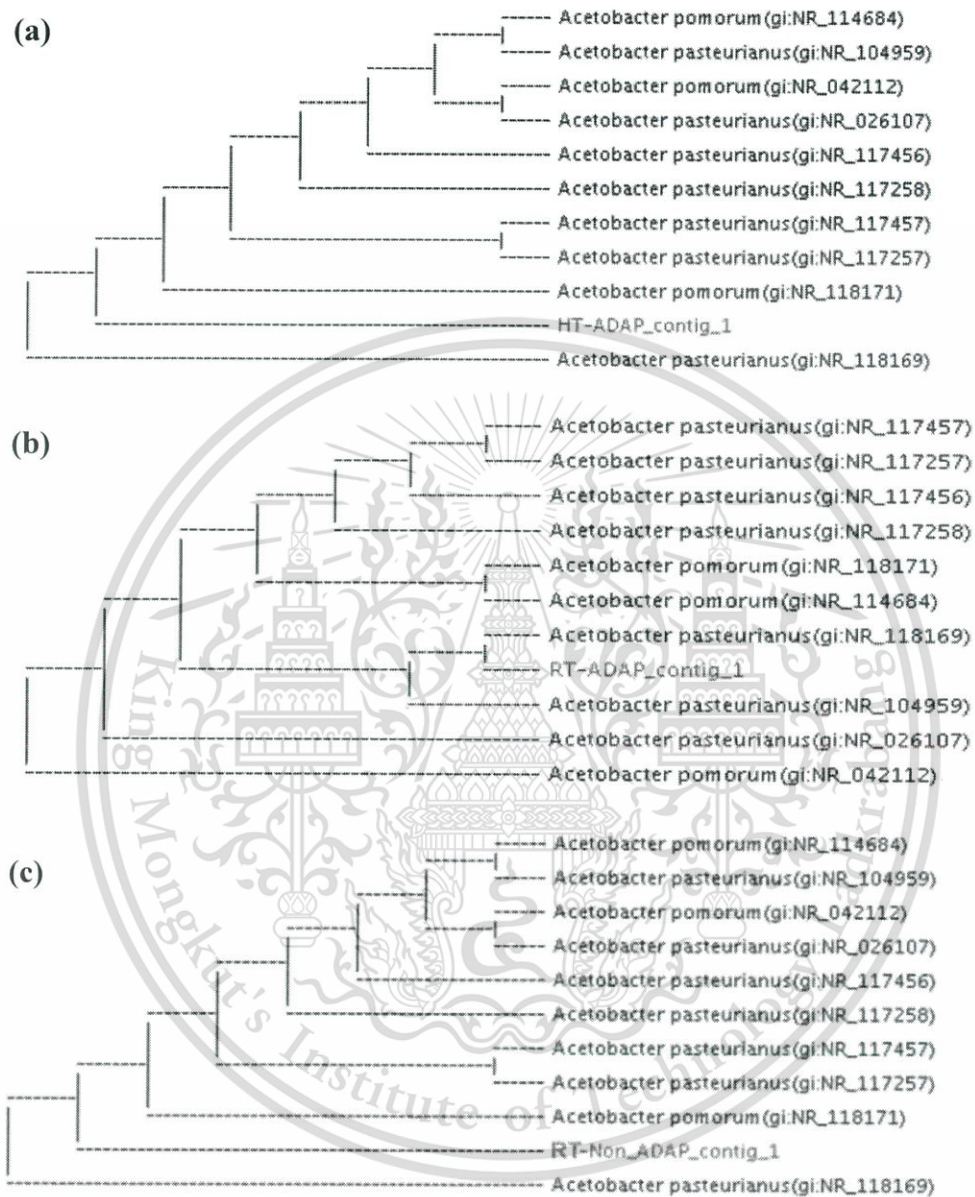 (a)
Acetobacter pomorum(gi:NR_114684)
Acetobacter pasteurianus(gi:NR_104959)
Acetobacter pomorum(gi:NR_042112)
Acetobacter pasteurianus(gi:NR_026107)
Acetobacter pasteurianus(gi:NR_117456)
Acetobacter pasteurianus(gi:NR_117258)
Acetobacter pasteurianus(gi:NR_117457)
Acetobacter pasteurianus(gi:NR_117257)
Acetobacter pomorum(gi:NR_118171)
HT-ADAP_contig_1
Acetobacter pasteurianus(gi:NR_118169)
(b)
Acetobacter pasteurianus(gi:NR_117457)
Acetobacter pasteurianus(gi:NR_117257)
Acetobacter pasteurianus(gi:NR_117456)
Acetobacter pasteurianus(gi:NR_117258)
Acetobacter pomorum(gi:NR_118171)
Acetobacter pomorum(gi:NR_114684)
Acetobacter pasteurianus(gi:NR_118169)
RT-ADAP_contig_1
Acetobacter pasteurianus(gi:NR_104959)
Acetobacter pasteurianus(gi:NR_026107)
Acetobacter pomorum(gi:NR_042112)
(c)
Acetobacter pomorum(gi:NR_114684)
Acetobacter pasteurianus(gi:NR_104959)
Acetobacter pomorum(gi:NR_042112)
Acetobacter pasteurianus(gi:NR_026107)
Acetobacter pasteurianus(gi:NR_117456)
Acetobacter pasteurianus(gi:NR_117258)
Acetobacter pasteurianus(gi:NR_117457)
Acetobacter pasteurianus(gi:NR_117257)
Acetobacter pomorum(gi:NR_118171)
RT-Non_ADAP_contig_1
Acetobacter pasteurianus(gi:NR_118169)
King Mongkut's Institute of Technology